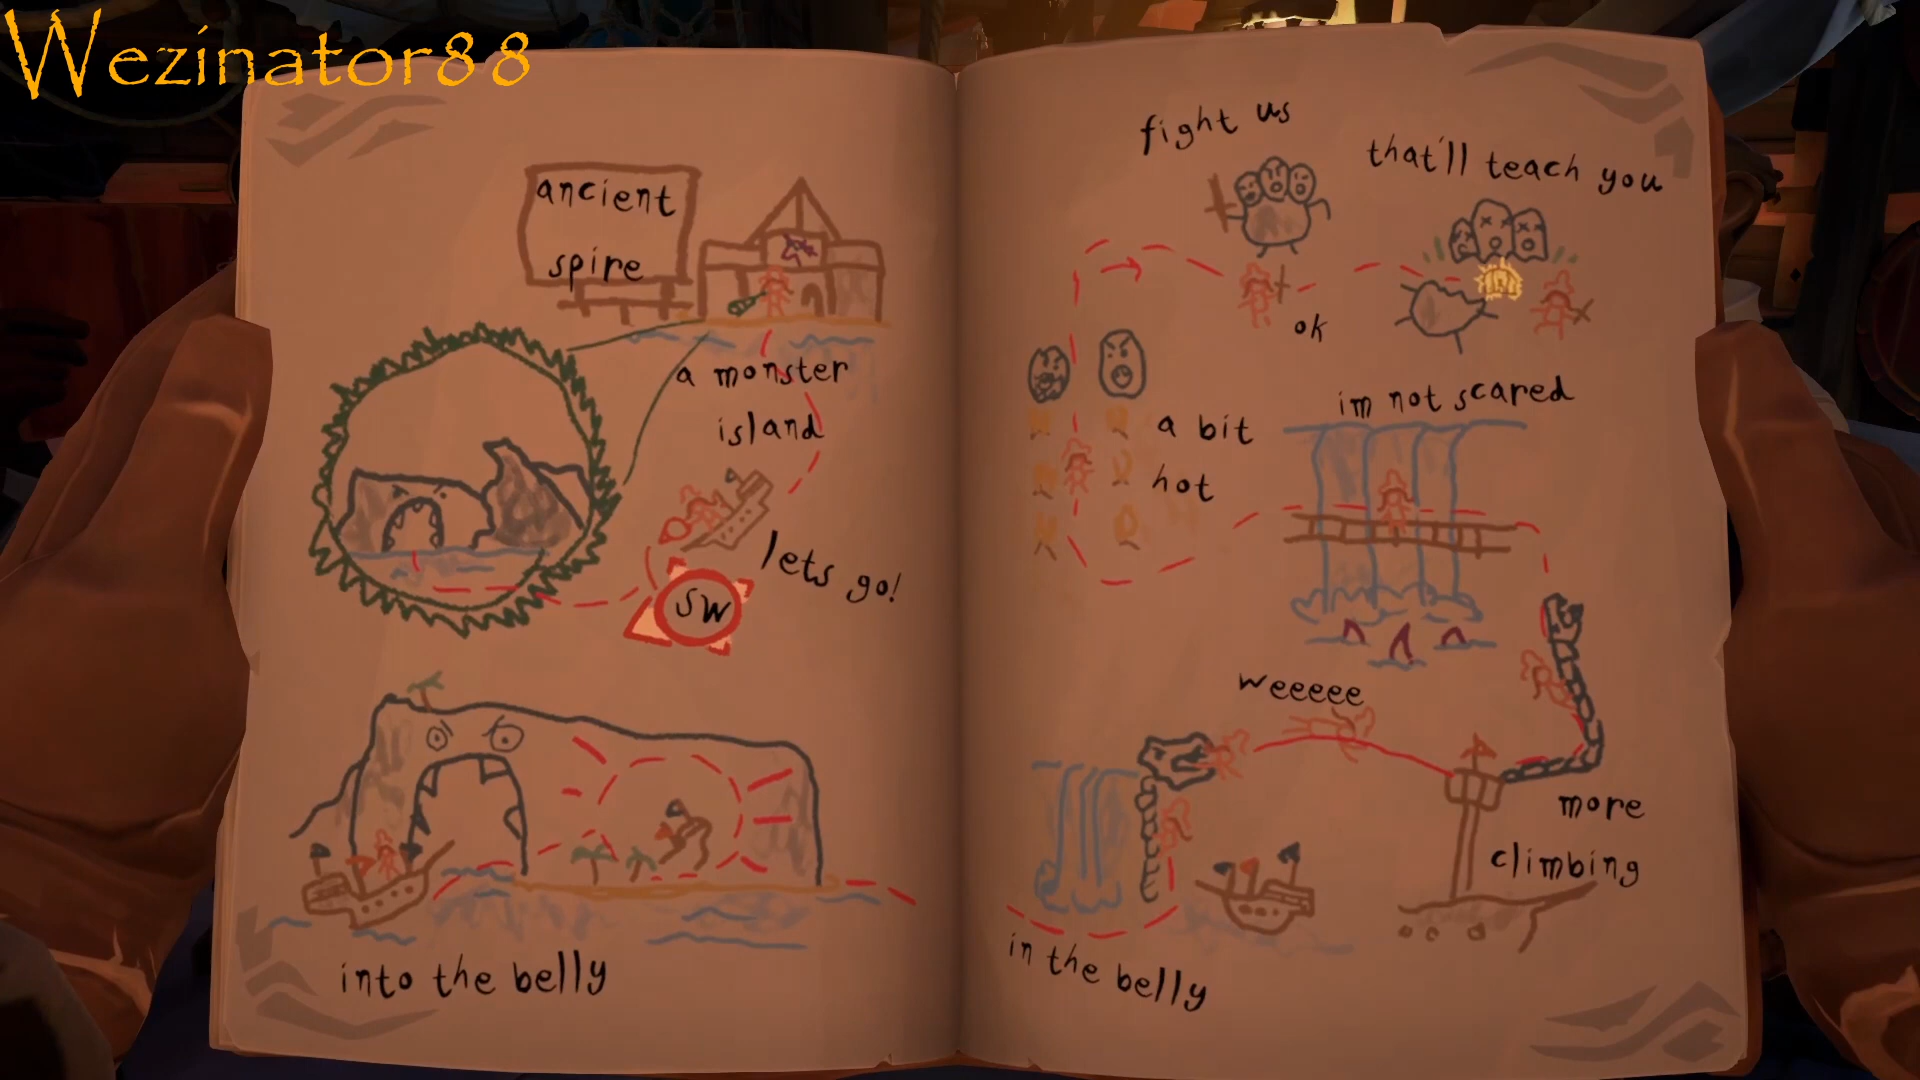 Wezinator88
ancient
spire
a monster
island
lets go!
SW
into the belly
fight us
that'll teach you
ok
a bit
hot
im not scared
weeeee
more
climbing
in the belly